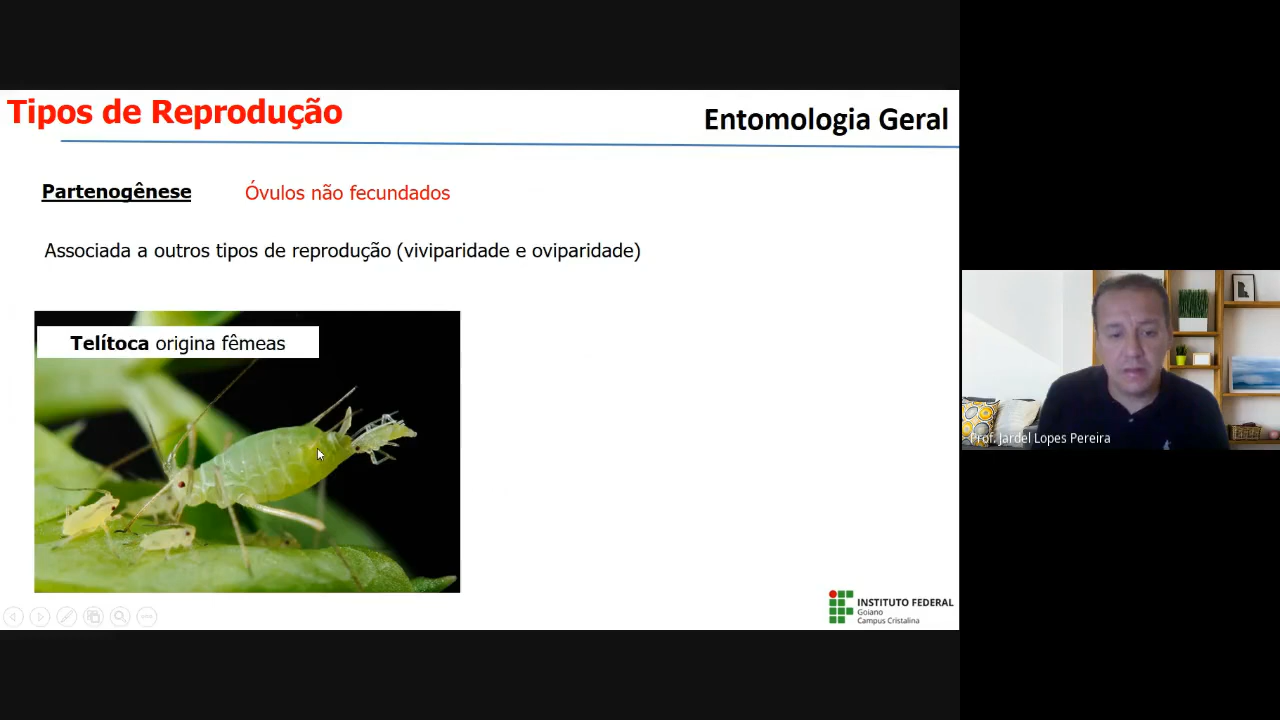 Tipos de Reprodução
Entomologia Geral
Partenogênese
Óvulos não fecundados
Associada a outros tipos de reprodução (viviparidade e oviparidade)
Telítoca origina fêmeas
Prof. Jardel Lopes Pereira
INSTITUTO FEDERAL
Goiano
Campus Cristalina